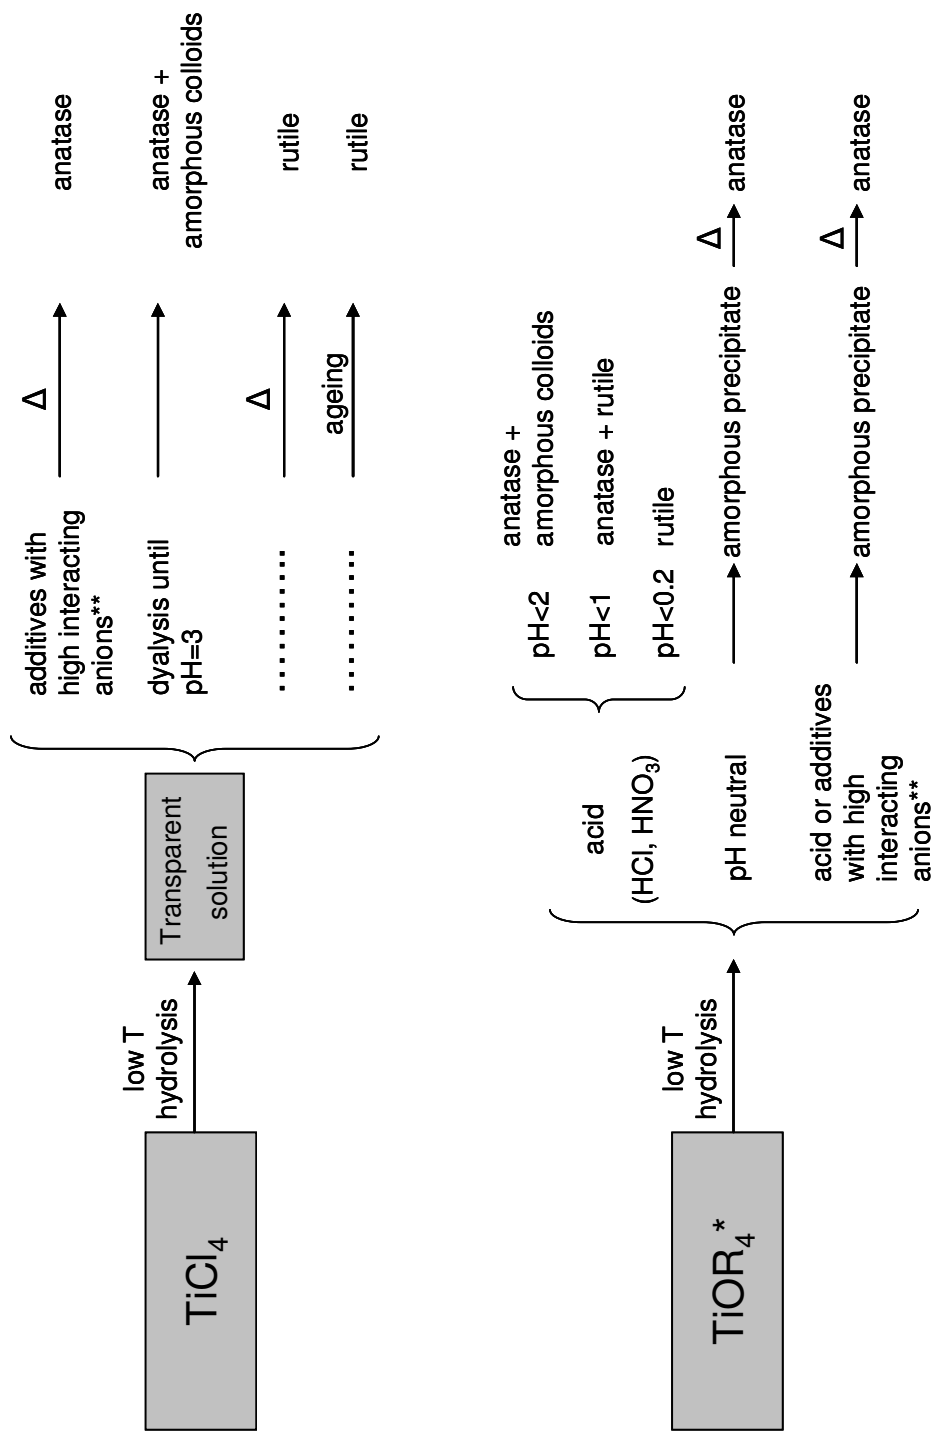 TiCl4
low T
hydrolysis
Transparent
solution
additives with
high interacting
anions**
Δ
anatase
dyalysis until
pH=3
anatase +
amorphous colloids
..........
Δ
rutile
..........
ageing
rutile
TiOR4*
low T
hydrolysis
acid
(HCl, HNO3)
pH<2
anatase +
amorphous colloids
pH<1
anatase + rutile
pH<0.2
rutile
pH neutral
amorphous precipitate
Δ
anatase
acid or additives
with high
interacting
anions**
amorphous precipitate
Δ
anatase